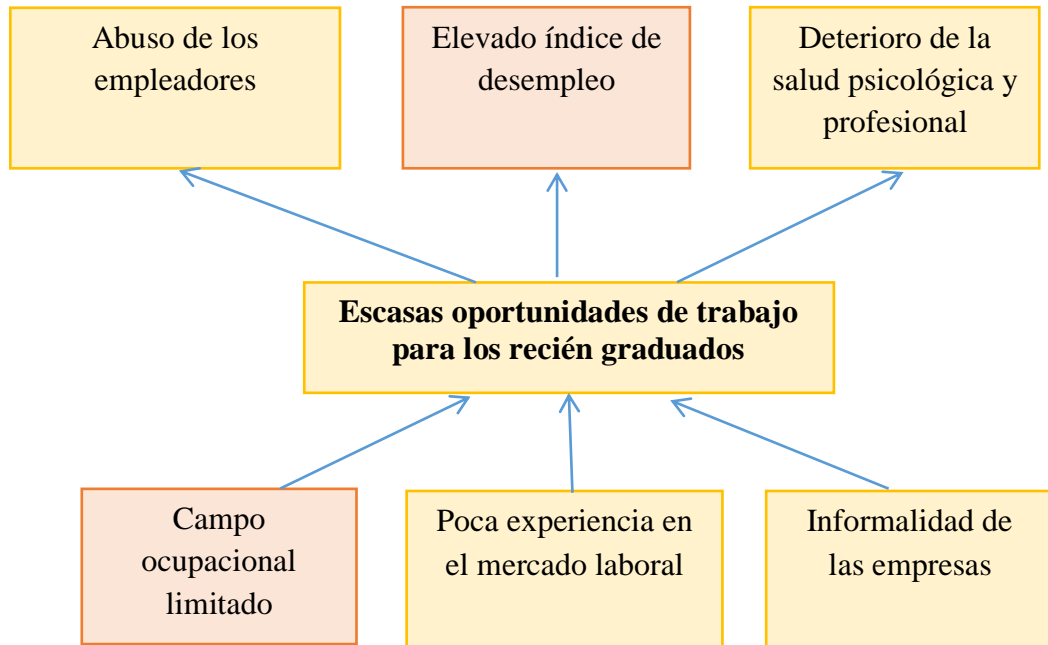 Abuso de los
empleadores
Elevado índice de
desempleo
Deterioro de la
salud psicológica y
profesional
Escasas oportunidades de trabajo
para los recién graduados
Campo
ocupacional
limitado
Poca experiencia en
el mercado laboral
Informalidad de
las empresas